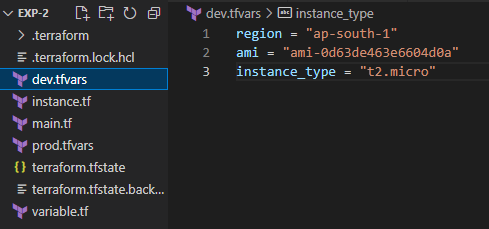 EXP-2
.terraform
.terraform.lock.hcl
dev.tfvars
instance.tf
main.tf
prod.tfvars
terraform.tfstate
terraform.tfstate.back...
variable.tf
dev.tfvars > abc instance_type
1 region = "ap-south-1"
2 ami = "ami-0d63de463e6604d0a"
3 instance_type = "t2.micro"